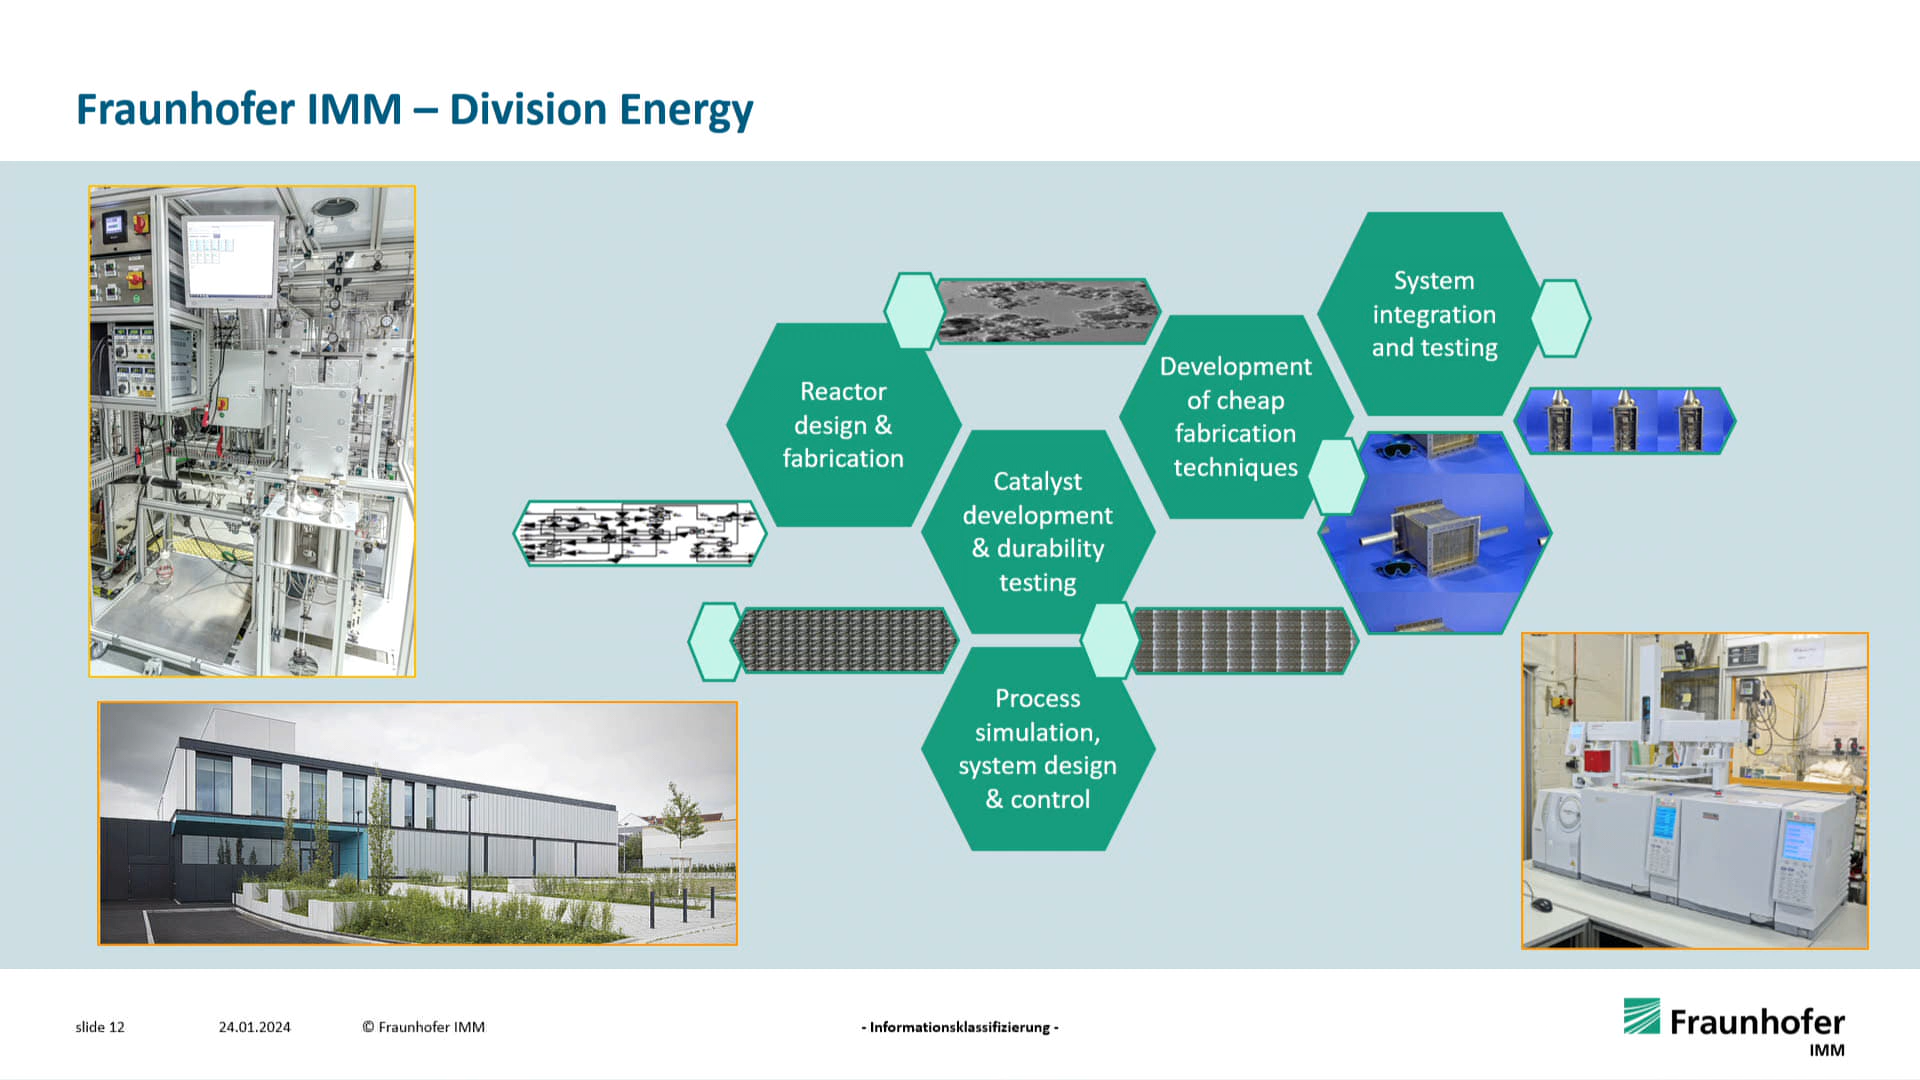 Fraunhofer IMM – Division Energy
System
integration
and testing
Development
of cheap
fabrication
techniques
Reactor
design &
fabrication
Catalyst
development
& durability
testing
Process
simulation,
system design
& control
slide 12
24.01.2024
© Fraunhofer IMM
- Informationsklassifizierung -
Fraunhofer
IMM